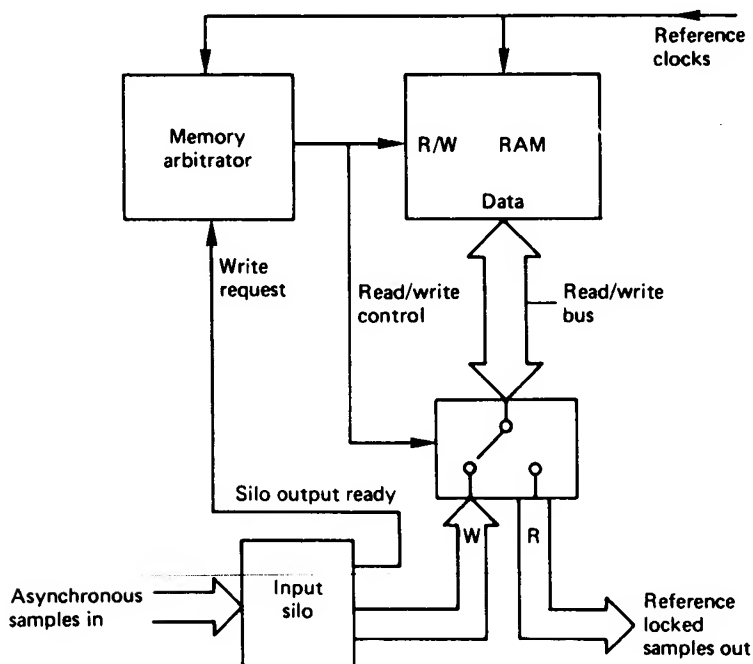 Reference
clocks
Memory
arbitrator
R/W
RAM
Data
Write
request
Read/write
control
Read/write
bus
Silo output ready
W
R
Asynchronous
samples in
Input
silo
Reference
locked
samples out